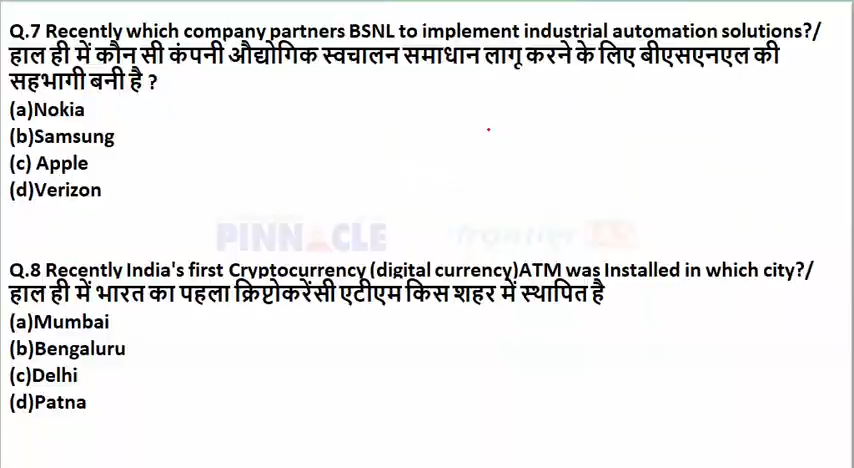 Q.7 Recently which company partners BSNL to implement industrial automation solutions?/
हाल ही में कौन सी कंपनी औद्योगिक स्वचालन समाधान लागू करने के लिए बीएसएनएल की
सहभागी बनी है ?
(a)Nokia
(b)Samsung
(c) Apple
(d)Verizon
PINNACLE frontier
Q.8 Recently India's first Cryptocurrency (digital currency)ATM was Installed in which city?/
हाल ही में भारत का पहला क्रिप्टोकरेंसी एटीएम किस शहर में स्थापित है
(a)Mumbai
(b)Bengaluru
(c)Delhi
(d)Patna